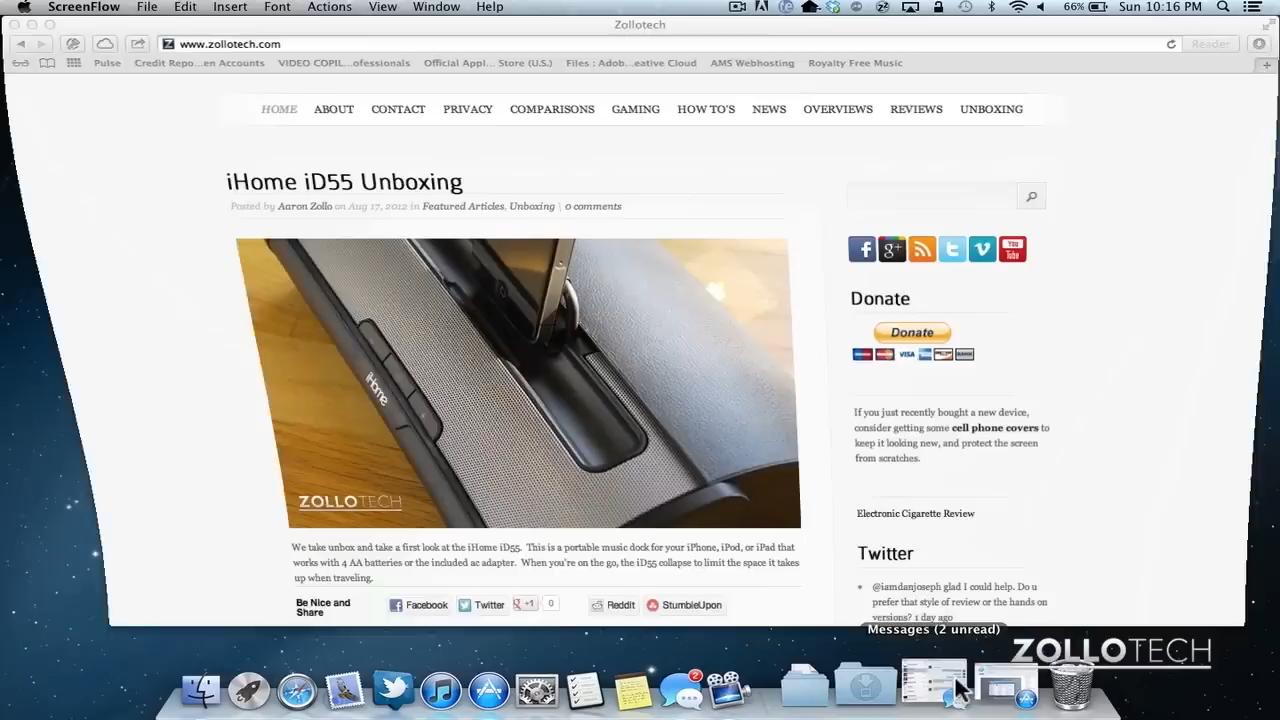 ScreenFlow File Edit Insert Font Actions View Window Help 66% Sun 10:16 PM
Zollotech
www.zollotech.com Reader
Pulse Credit Repo...en Accounts VIDEO COPIL...ofessionals Official Appl... Store (U.S.) Files : Adob...eative Cloud AMS Webhosting Royalty Free Music
HOME ABOUT CONTACT PRIVACY COMPARISONS GAMING HOW TO'S NEWS OVERVIEWS REVIEWS UNBOXING
iHome iD55 Unboxing
Posted by Aaron Zollo on Aug 17, 2012 in Featured Articles, Unboxing | 0 comments
iHome
ZOLLOTECH
We take unbox and take a first look at the iHome iD55. This is a portable music dock for your iPhone, iPod, or iPad that
works with 4 AA batteries or the included ac adapter. When you're on the go, the iD55 collapse to limit the space it takes
up when traveling.
Be Nice and
Share
Facebook Twitter +1 0 Reddit StumbleUpon
You
Tube
Donate
Donate
VISA
If you just recently bought a new device,
consider getting some cell phone covers to
keep it looking new, and protect the screen
from scratches.
Electronic Cigarette Review
Twitter
@iamdanjoseph glad I could help. Do u
prefer that style of review or the hands on
versions? 1 day ago
Messages (2 unread)
ZOLLOTECH
2